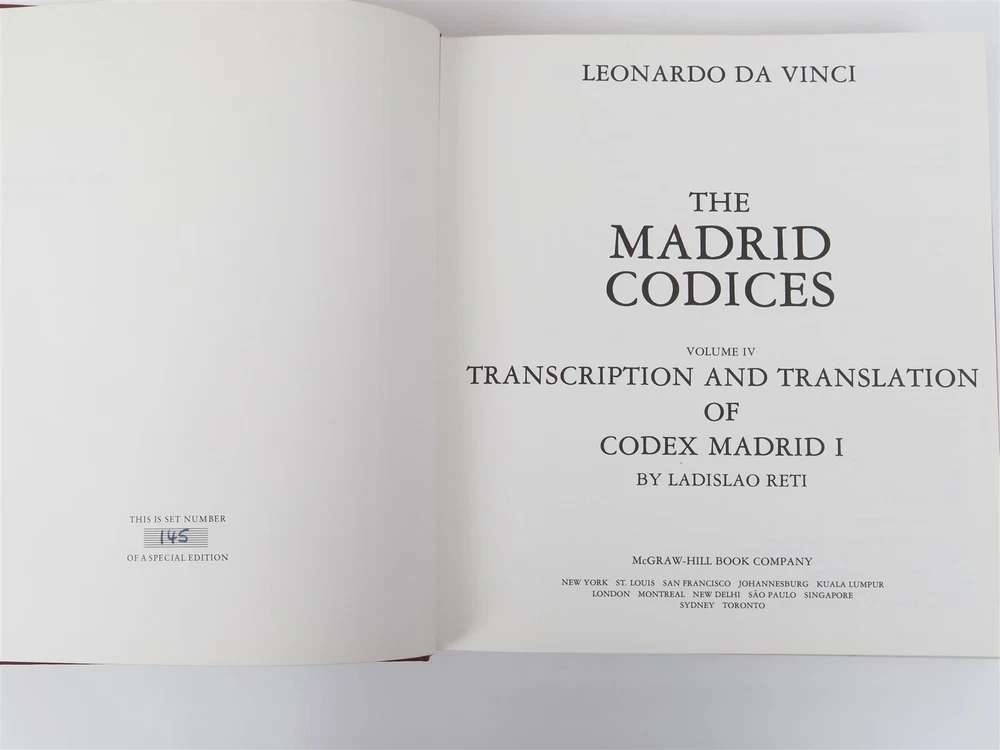 THIS IS SET NUMBER
145
OF A SPECIAL EDITION
LEONARDO DA VINCI
THE
MADRID
CODICES
VOLUME IV
TRANSCRIPTION AND TRANSLATION
OF
CODEX MADRID I
BY LADISLAO RETI
McGRAW-HILL BOOK COMPANY
NEW YORK ST. LOUIS SAN FRANCISCO JOHANNESBURG KUALA LUMPUR
LONDON MONTREAL NEW DELHI SÃO PAULO SINGAPORE
SYDNEY TORONTO